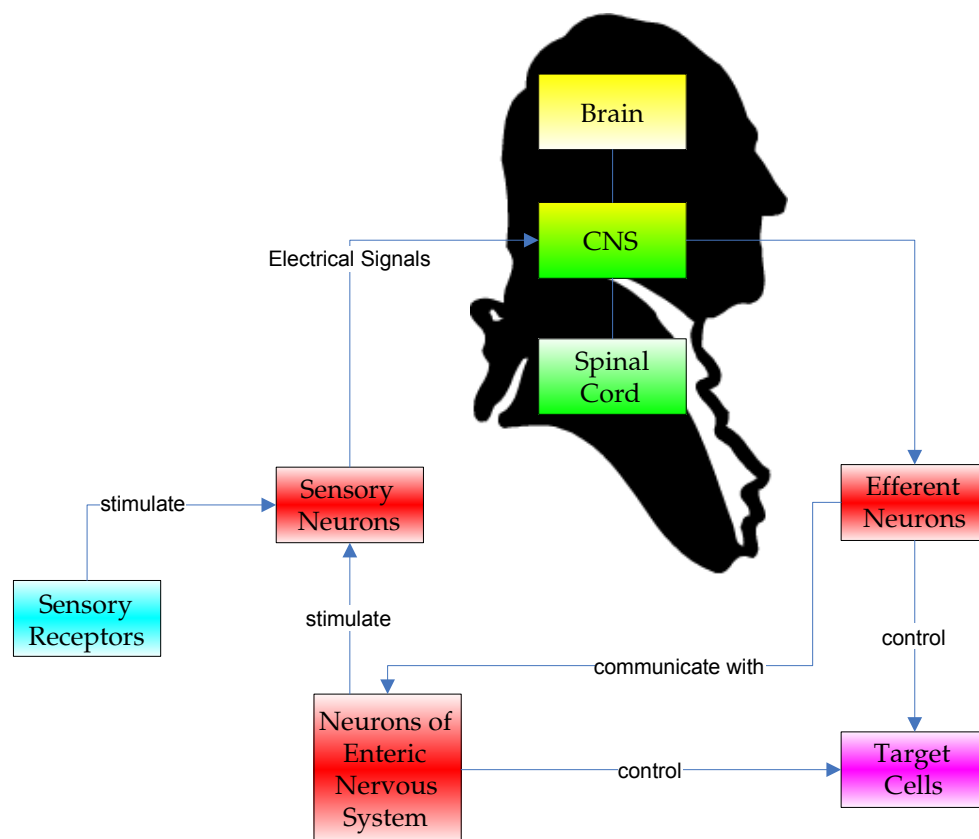 Brain
CNS
Electrical Signals
Spinal
Cord
Sensory
Neurons
Efferent
Neurons
stimulate
Sensory
Receptors
stimulate
control
communicate with
Neurons of
Enteric
Nervous
System
control
Target
Cells